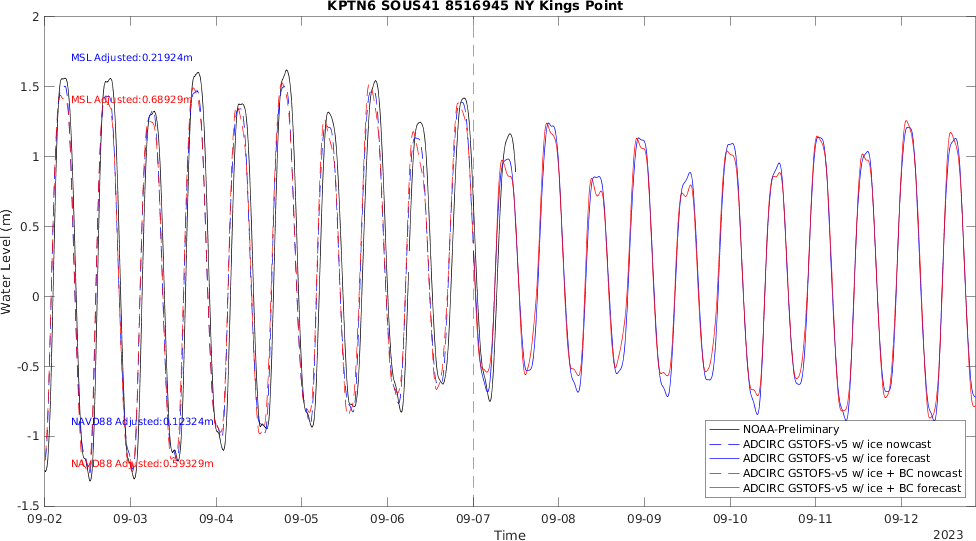 KPTN6 SOUS41 8516945 NY Kings Point
2
1.5
1
0.5
0
-0.5
-1
-1.5
Water Level (m)
MSL Adjusted:0.21924m
MSL Adjusted:0.68929m
NAVD88 Adjusted:0.12324m
NAVD88 Adjusted:0.59329m
NOAA-Preliminary
ADCIRC GSTOFS-v5 w/ ice nowcast
ADCIRC GSTOFS-v5 w/ ice forecast
ADCIRC GSTOFS-v5 w/ ice + BC nowcast
ADCIRC GSTOFS-v5 w/ ice + BC forecast
09-02 09-03 09-04 09-05 09-06 09-07 09-08 09-09 09-10 09-11 09-12
Time
2023